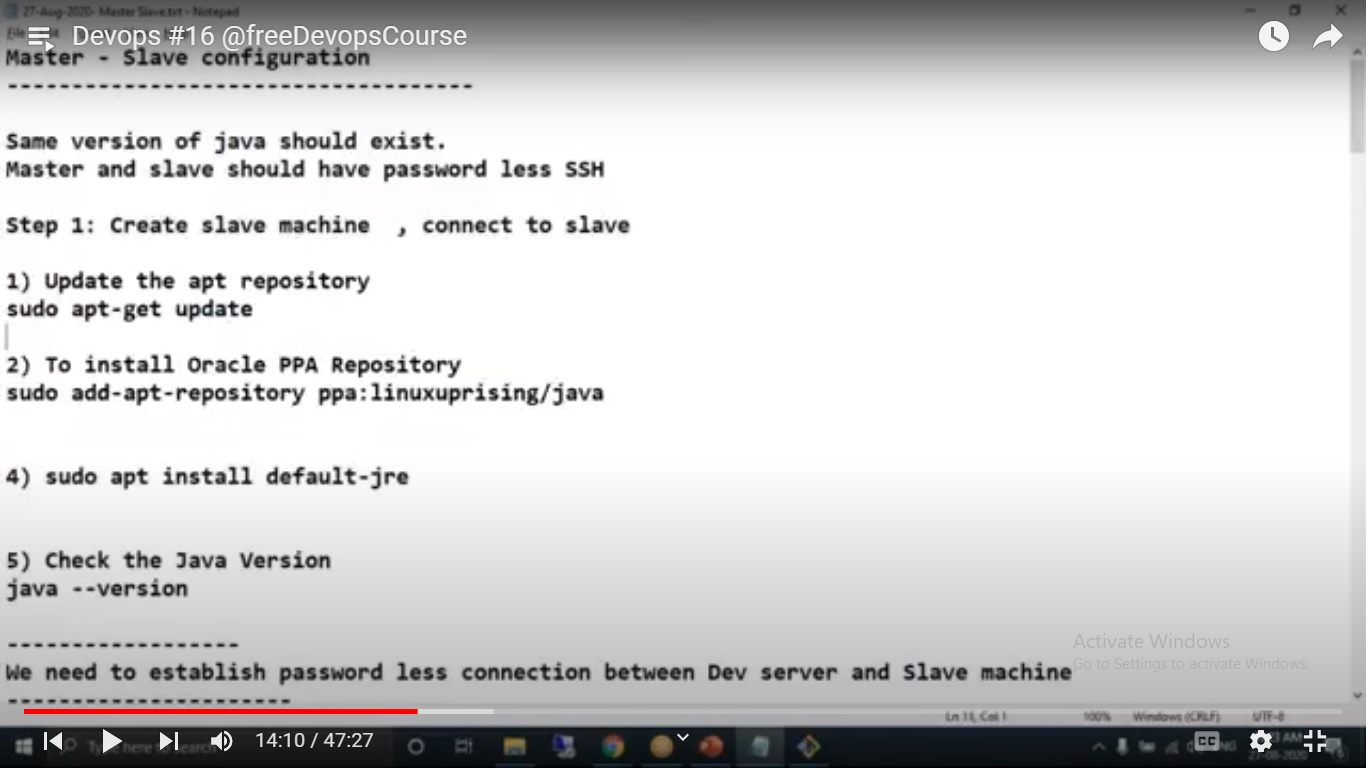 27-Aug-2020- Master Slave.txt - Notepad
Devops #16 @freeDevopsCourse
Master - Slave configuration
------------------------------------
Same version of java should exist.
Master and slave should have password less SSH
Step 1: Create slave machine  , connect to slave
1) Update the apt repository
sudo apt-get update
2) To install Oracle PPA Repository
sudo add-apt-repository ppa:linuxuprising/java
4) sudo apt install default-jre
5) Check the Java Version
java --version
------------------
We need to establish password less connection between Dev server and Slave machine
----------------------
Activate Windows
Go to Settings to activate Windows.
Ln 11, Col 1 100% Windows (CRLF) UTF-8
14:10 / 47:27
CC
Type here to search
27-08-2020